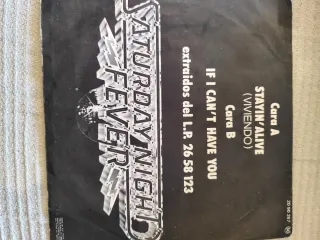 Cara A
STAYIN' ALIVE
(VIVIENDO)
Cara B
IF I CAN'T HAVE YOU
extraidos del L.P. 26 58 123
SATURDAY NIGHT
FEVER